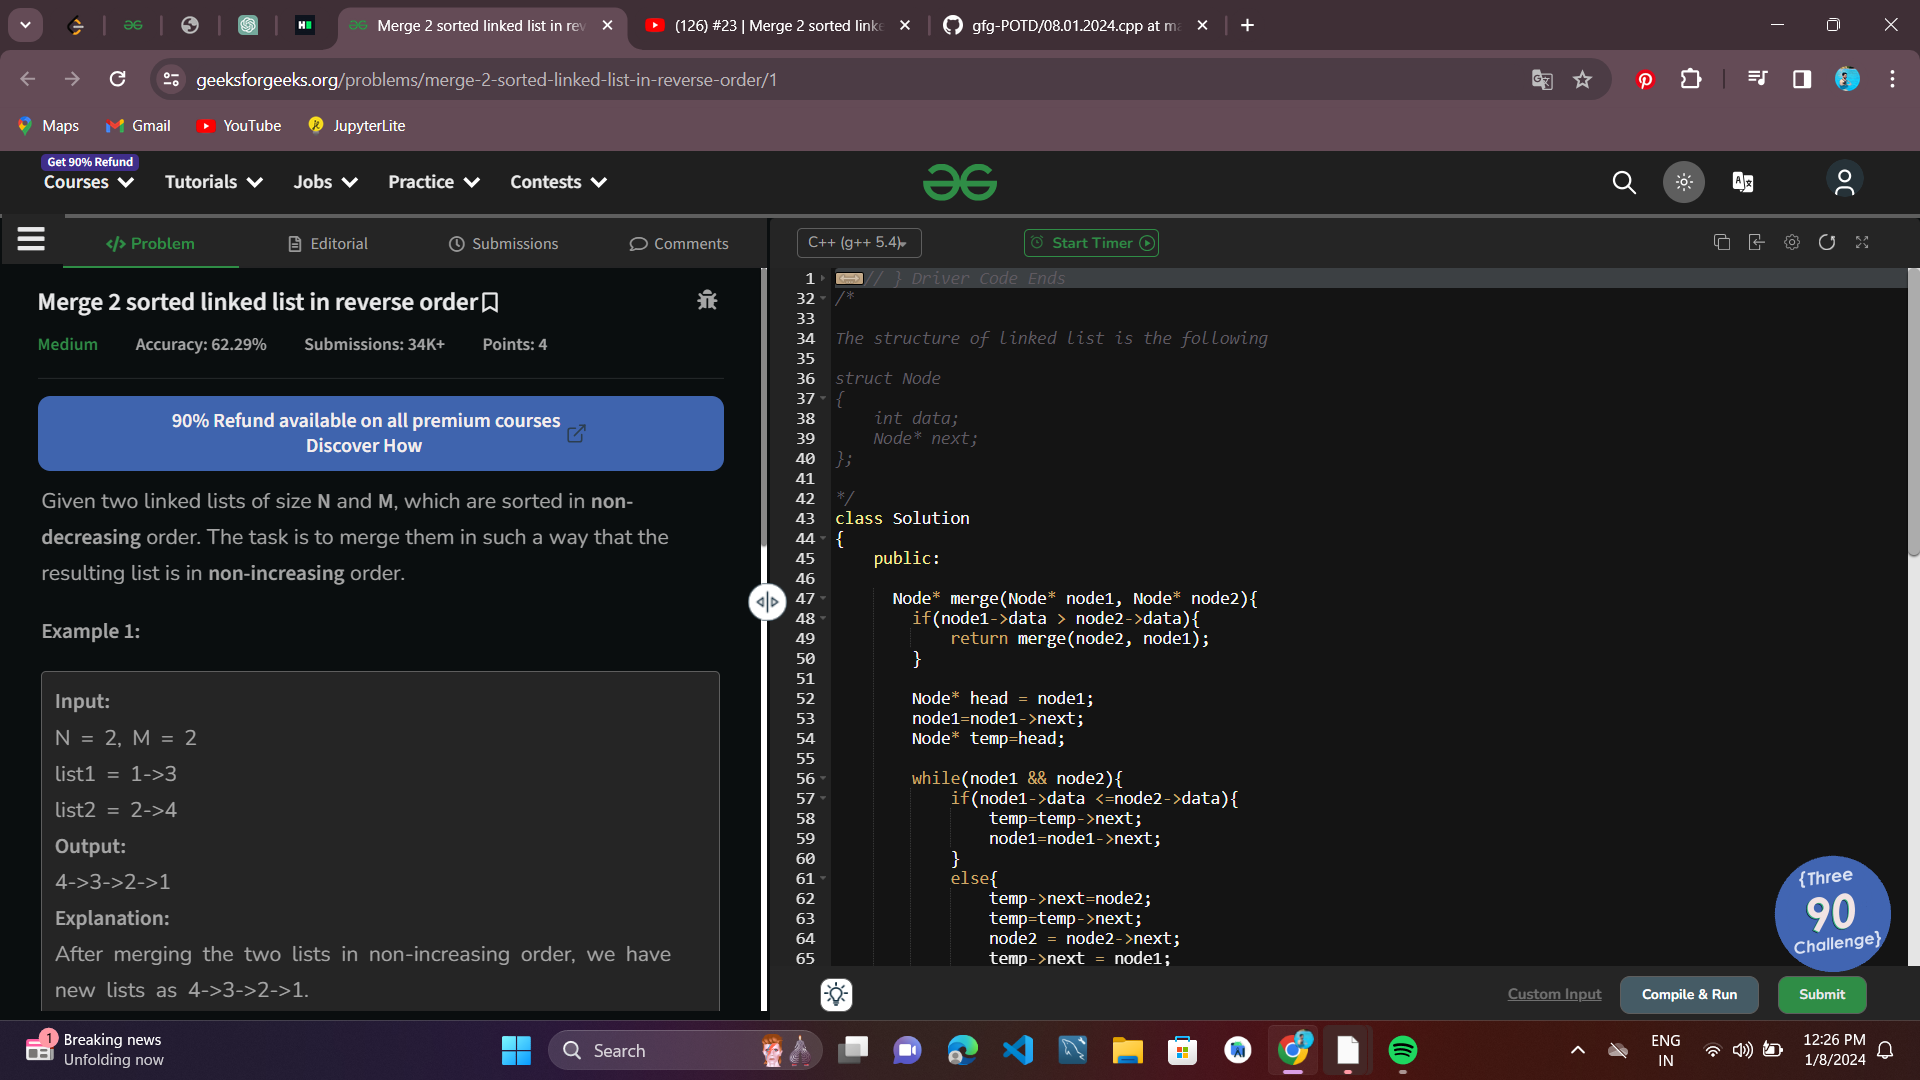 Merge 2 sorted linked list in rev
(126) #23 | Merge 2 sorted linke
gfg-POTD/08.01.2024.cpp at ma
geeksforgeeks.org/problems/merge-2-sorted-linked-list-in-reverse-order/1
Maps
Gmail
YouTube
JupyterLite
Get 90% Refund
Courses
Tutorials
Jobs
Practice
Contests
</> Problem
Editorial
Submissions
Comments
C++ (g++ 5.4)
Start Timer
Merge 2 sorted linked list in reverse order
Medium Accuracy: 62.29% Submissions: 34K+ Points: 4
90% Refund available on all premium courses
Discover How
Given two linked lists of size N and M, which are sorted in non-
decreasing order. The task is to merge them in such a way that the
resulting list is in non-increasing order.
Example 1:
Input:
N = 2, M = 2
list1 = 1->3
list2 = 2->4
Output:
4->3->2->1
Explanation:
After merging the two lists in non-increasing order, we have
new lists as 4->3->2->1.
1 // } Driver Code Ends
32 /*
33
34 The structure of linked list is the following
35
36 struct Node
37 {
38     int data;
39     Node* next;
40 };
41
42 */
43 class Solution
44 {
45     public:
46
47       Node* merge(Node* node1, Node* node2){
48         if(node1->data > node2->data){
49             return merge(node2, node1);
50         }
51
52         Node* head = node1;
53         node1=node1->next;
54         Node* temp=head;
55
56         while(node1 && node2){
57             if(node1->data <=node2->data){
58                 temp=temp->next;
59                 node1=node1->next;
60             }
61             else{
62                 temp->next=node2;
63                 temp=temp->next;
64                 node2 = node2->next;
65                 temp->next = node1;
{Three
90
Challenge}
Custom Input
Compile & Run
Submit
1
Breaking news
Unfolding now
Search
ENG
IN
12:26 PM
1/8/2024